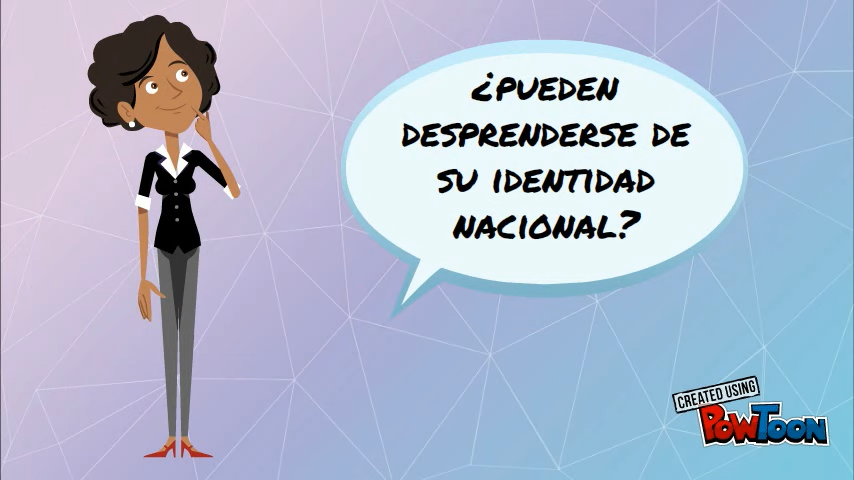 ¿PUEDEN
DESPRENDERSE DE
SU IDENTIDAD
NACIONAL?
CREATED USING
POWTOON